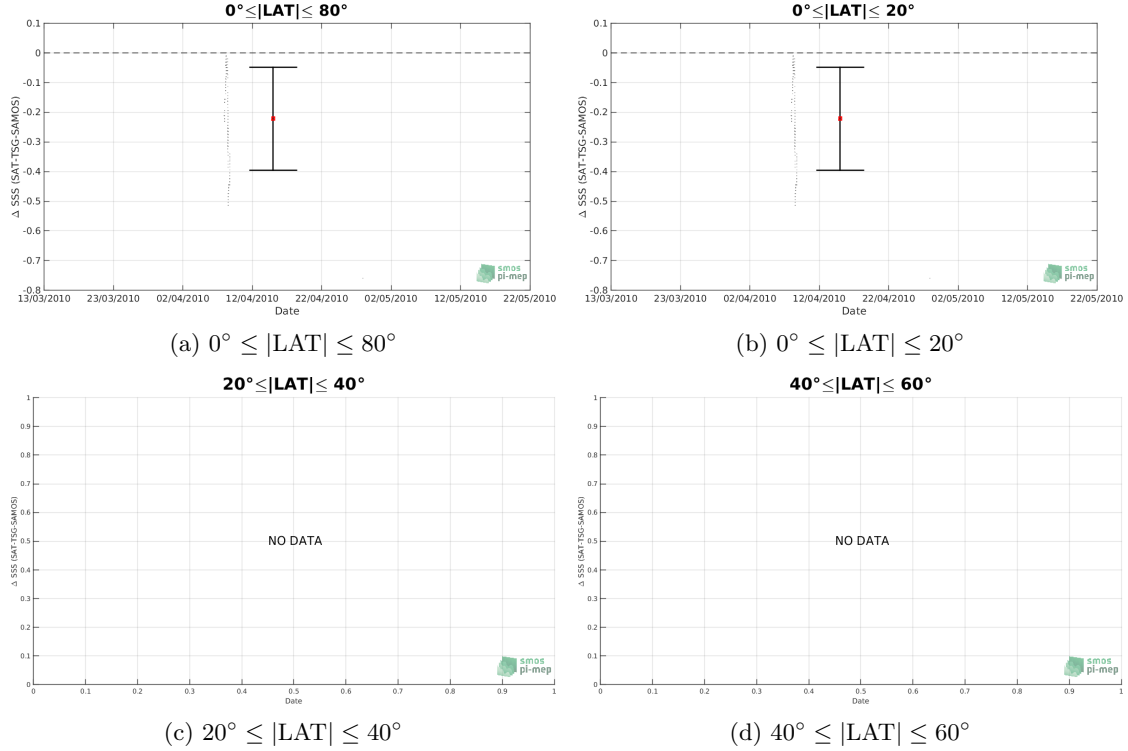 0°≤|LAT|≤ 80°
0.1
0
-0.1
-0.2
-0.3
-0.4
-0.5
-0.6
-0.7
-0.8
Δ SSS (SAT-TSG-SAMOS)
13/03/2010 23/03/2010 02/04/2010 12/04/2010 22/04/2010 02/05/2010 12/05/2010 22/05/2010
Date
smos
pi-mep
(a) 0° ≤ |LAT| ≤ 80°
0°≤|LAT|≤ 20°
0.1
0
-0.1
-0.2
-0.3
-0.4
-0.5
-0.6
-0.7
-0.8
Δ SSS (SAT-TSG-SAMOS)
13/03/2010 23/03/2010 02/04/2010 12/04/2010 22/04/2010 02/05/2010 12/05/2010 22/05/2010
Date
smos
pi-mep
(b) 0° ≤ |LAT| ≤ 20°
20°≤|LAT|≤ 40°
1
0.9
0.8
0.7
0.6
0.5
0.4
0.3
0.2
0.1
0
Δ SSS (SAT-TSG-SAMOS)
NO DATA
0 0.1 0.2 0.3 0.4 0.5 0.6 0.7 0.8 0.9 1
Date
smos
pi-mep
(c) 20° ≤ |LAT| ≤ 40°
40°≤|LAT|≤ 60°
1
0.9
0.8
0.7
0.6
0.5
0.4
0.3
0.2
0.1
0
Δ SSS (SAT-TSG-SAMOS)
NO DATA
0 0.1 0.2 0.3 0.4 0.5 0.6 0.7 0.8 0.9 1
Date
smos
pi-mep
(d) 40° ≤ |LAT| ≤ 60°